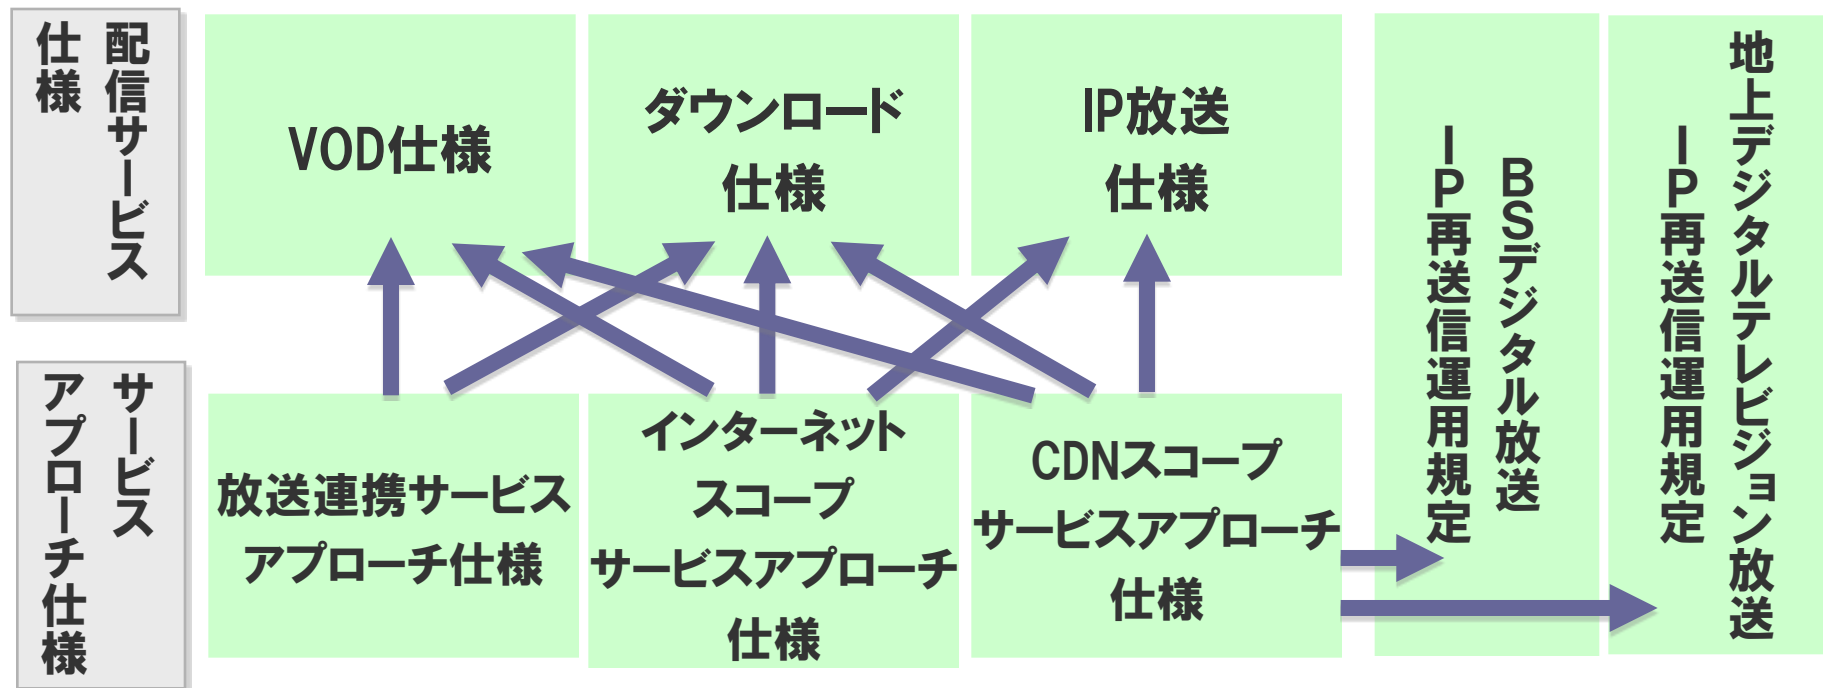 配信サービス
仕様
VOD仕様
ダウンロード
仕様
IP放送
仕様
BSデジタル放送
IP再送信運用規定
地上デジタルテレビジョン放送
IP再送信運用規定
サービス
アプローチ仕様
放送連携サービス
アプローチ仕様
インターネット
スコープ
サービスアプローチ
仕様
CDNスコープ
サービスアプローチ
仕様